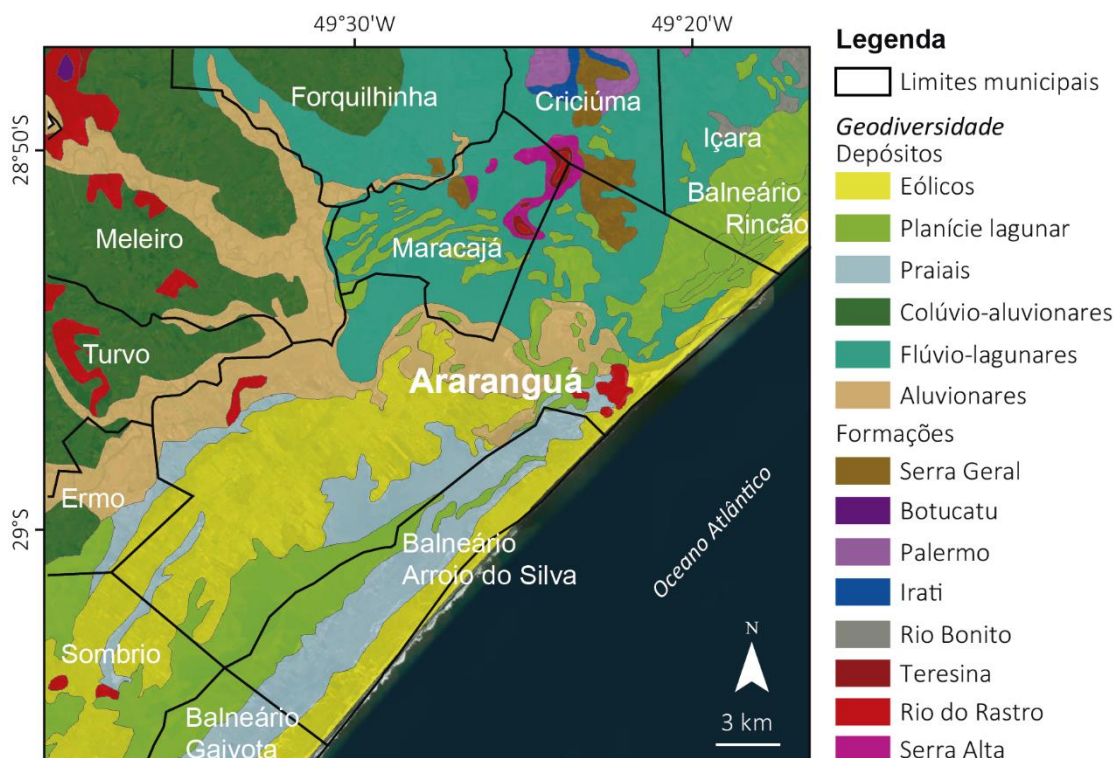 49°30'W
49°20'W
28°50'S
29°S
Forquilhinha
Criciúma
Içara
Balneário
Rincão
Meleiro
Maracajá
Turvo
Araranguá
Ermo
Balneário
Arroio do Silva
Oceano Atlântico
Sombrio
Balneário
Gaivota
N
3 km
Legenda
Limites municipais
Geodiversidade
Depósitos
Eólicos
Planície lagunar
Praiais
Colúvio-aluvionares
Flúvio-lagunares
Aluvionares
Formações
Serra Geral
Botucatu
Palermo
Irati
Rio Bonito
Teresina
Rio do Rastro
Serra Alta